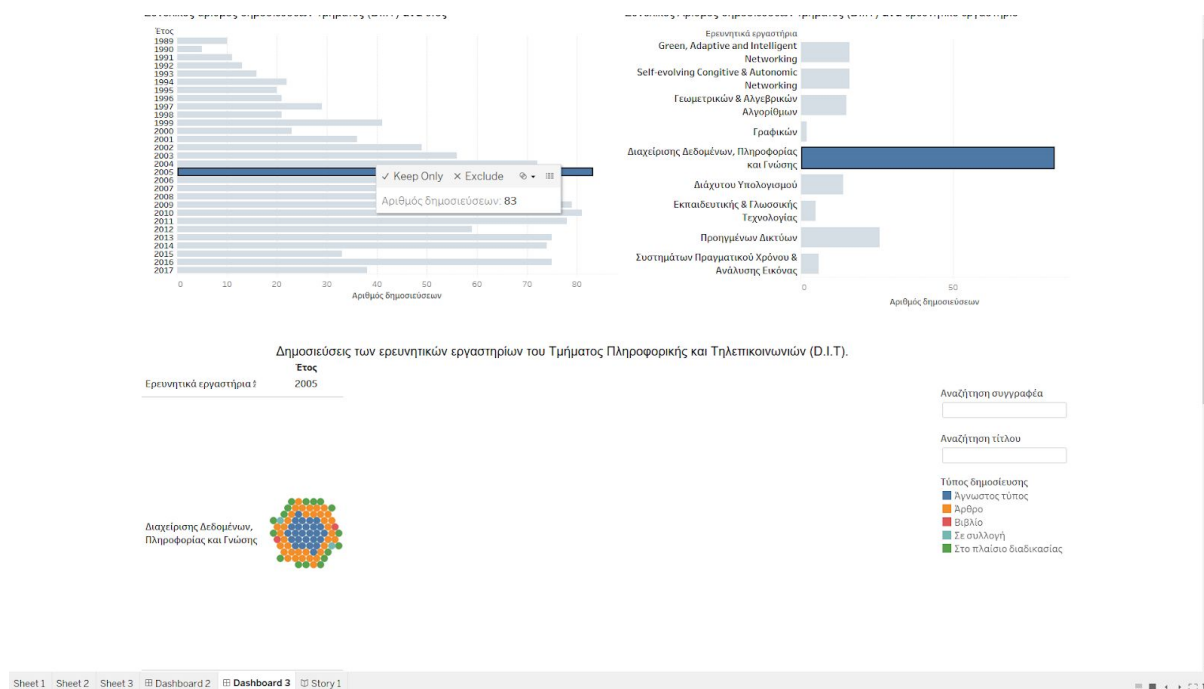 Έτος
1989
1990
1991
1992
1993
1994
1995
1996
1997
1998
1999
2000
2001
2002
2003
2004
2005
2006
2007
2008
2009
2010
2011
2012
2013
2014
2015
2016
2017
0 10 20 30 40 50 60 70 80
Αριθμός δημοσιεύσεων
✓ Keep Only × Exclude
Αριθμός δημοσιεύσεων: 83
Ερευνητικά εργαστήρια
Green, Adaptive and Intelligent
Networking
Self-evolving Congitive & Autonomic
Networking
Γεωμετρικών & Αλγεβρικών
Αλγορίθμων
Γραφικών
Διαχείρισης Δεδομένων, Πληροφορίας
και Γνώσης
Διάχυτου Υπολογισμού
Εκπαιδευτικής & Γλωσσικής
Τεχνολογίας
Προηγμένων Δικτύων
Συστημάτων Πραγματικού Χρόνου &
Ανάλυσης Εικόνας
0 50
Αριθμός δημοσιεύσεων
Δημοσιεύσεις των ερευνητικών εργαστηρίων του Τμήματος Πληροφορικής και Τηλεπικοινωνιών (D.I.T).
Έτος
Ερευνητικά εργαστήρια 2005
Διαχείρισης Δεδομένων,
Πληροφορίας και Γνώσης
Αναζήτηση συγγραφέα
Αναζήτηση τίτλου
Τύπος δημοσίευσης
Άγνωστος τύπος
Άρθρο
Βιβλίο
Σε συλλογή
Στο πλαίσιο διαδικασίας
Sheet 1 Sheet 2 Sheet 3 Dashboard 2 Dashboard 3 Story 1